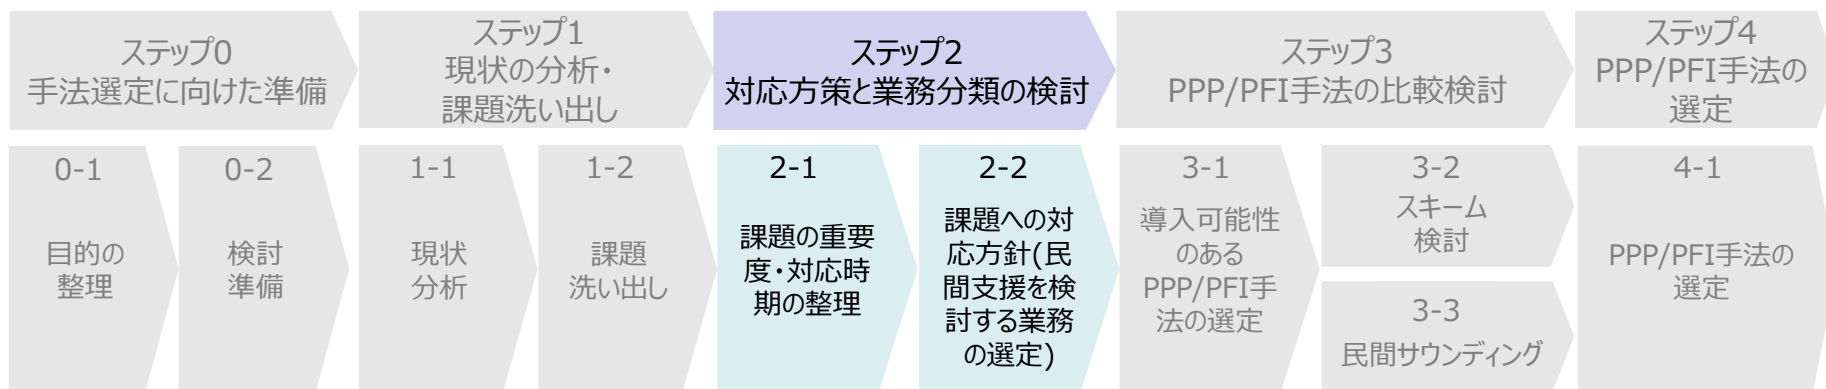 ステップ0
手法選定に向けた準備
ステップ1
現状の分析・
課題洗い出し
ステップ2
対応方策と業務分類の検討
ステップ3
PPP/PFI手法の比較検討
ステップ4
PPP/PFI手法の
選定
0-1
目的の
整理
0-2
検討
準備
1-1
現状
分析
1-2
課題
洗い出し
2-1
課題の重要
度・対応時
期の整理
2-2
課題への対
応方針(民
間支援を検
討する業務
の選定)
3-1
導入可能性
のある
PPP/PFI手
法の選定
3-2
スキーム
検討
3-3
民間サウンディング
4-1
PPP/PFI手法の
選定